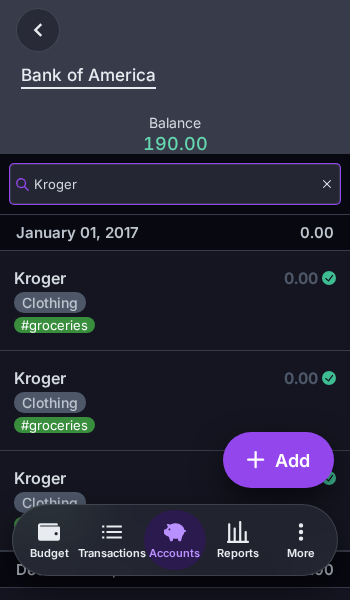 Bank of America
Balance
190.00
Kroger
January 01, 2017 0.00
Kroger 0.00
Clothing
#groceries
Kroger 0.00
Clothing
#groceries
Kroger
Clothing
Add
Budget Transactions Accounts Reports More